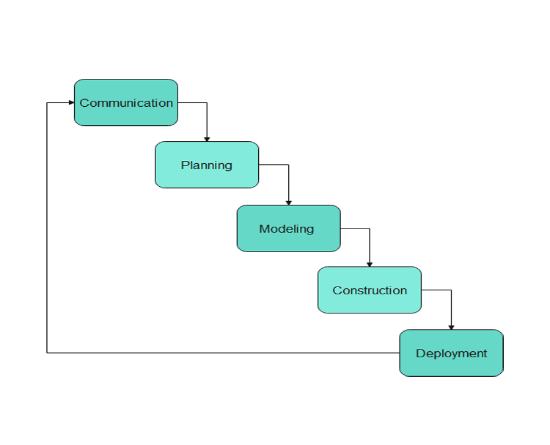 Communication
Planning
Modeling
Construction
Deployment